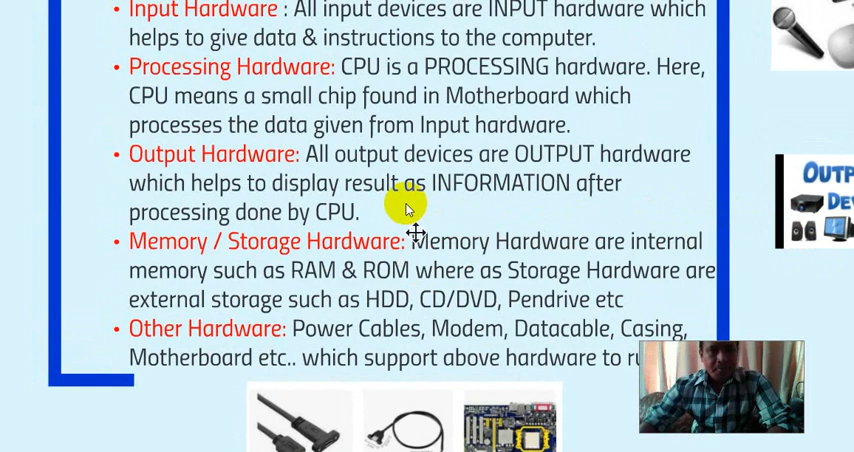 • Input Hardware : All input devices are INPUT hardware which
helps to give data & instructions to the computer.
• Processing Hardware: CPU is a PROCESSING hardware. Here,
CPU means a small chip found in Motherboard which
processes the data given from Input hardware.
• Output Hardware: All output devices are OUTPUT hardware
which helps to display result as INFORMATION after
processing done by CPU.
• Memory / Storage Hardware: Memory Hardware are internal
memory such as RAM & ROM where as Storage Hardware are
external storage such as HDD, CD/DVD, Pendrive etc
• Other Hardware: Power Cables, Modem, Datacable, Casing,
Motherboard etc.. which support above hardware to